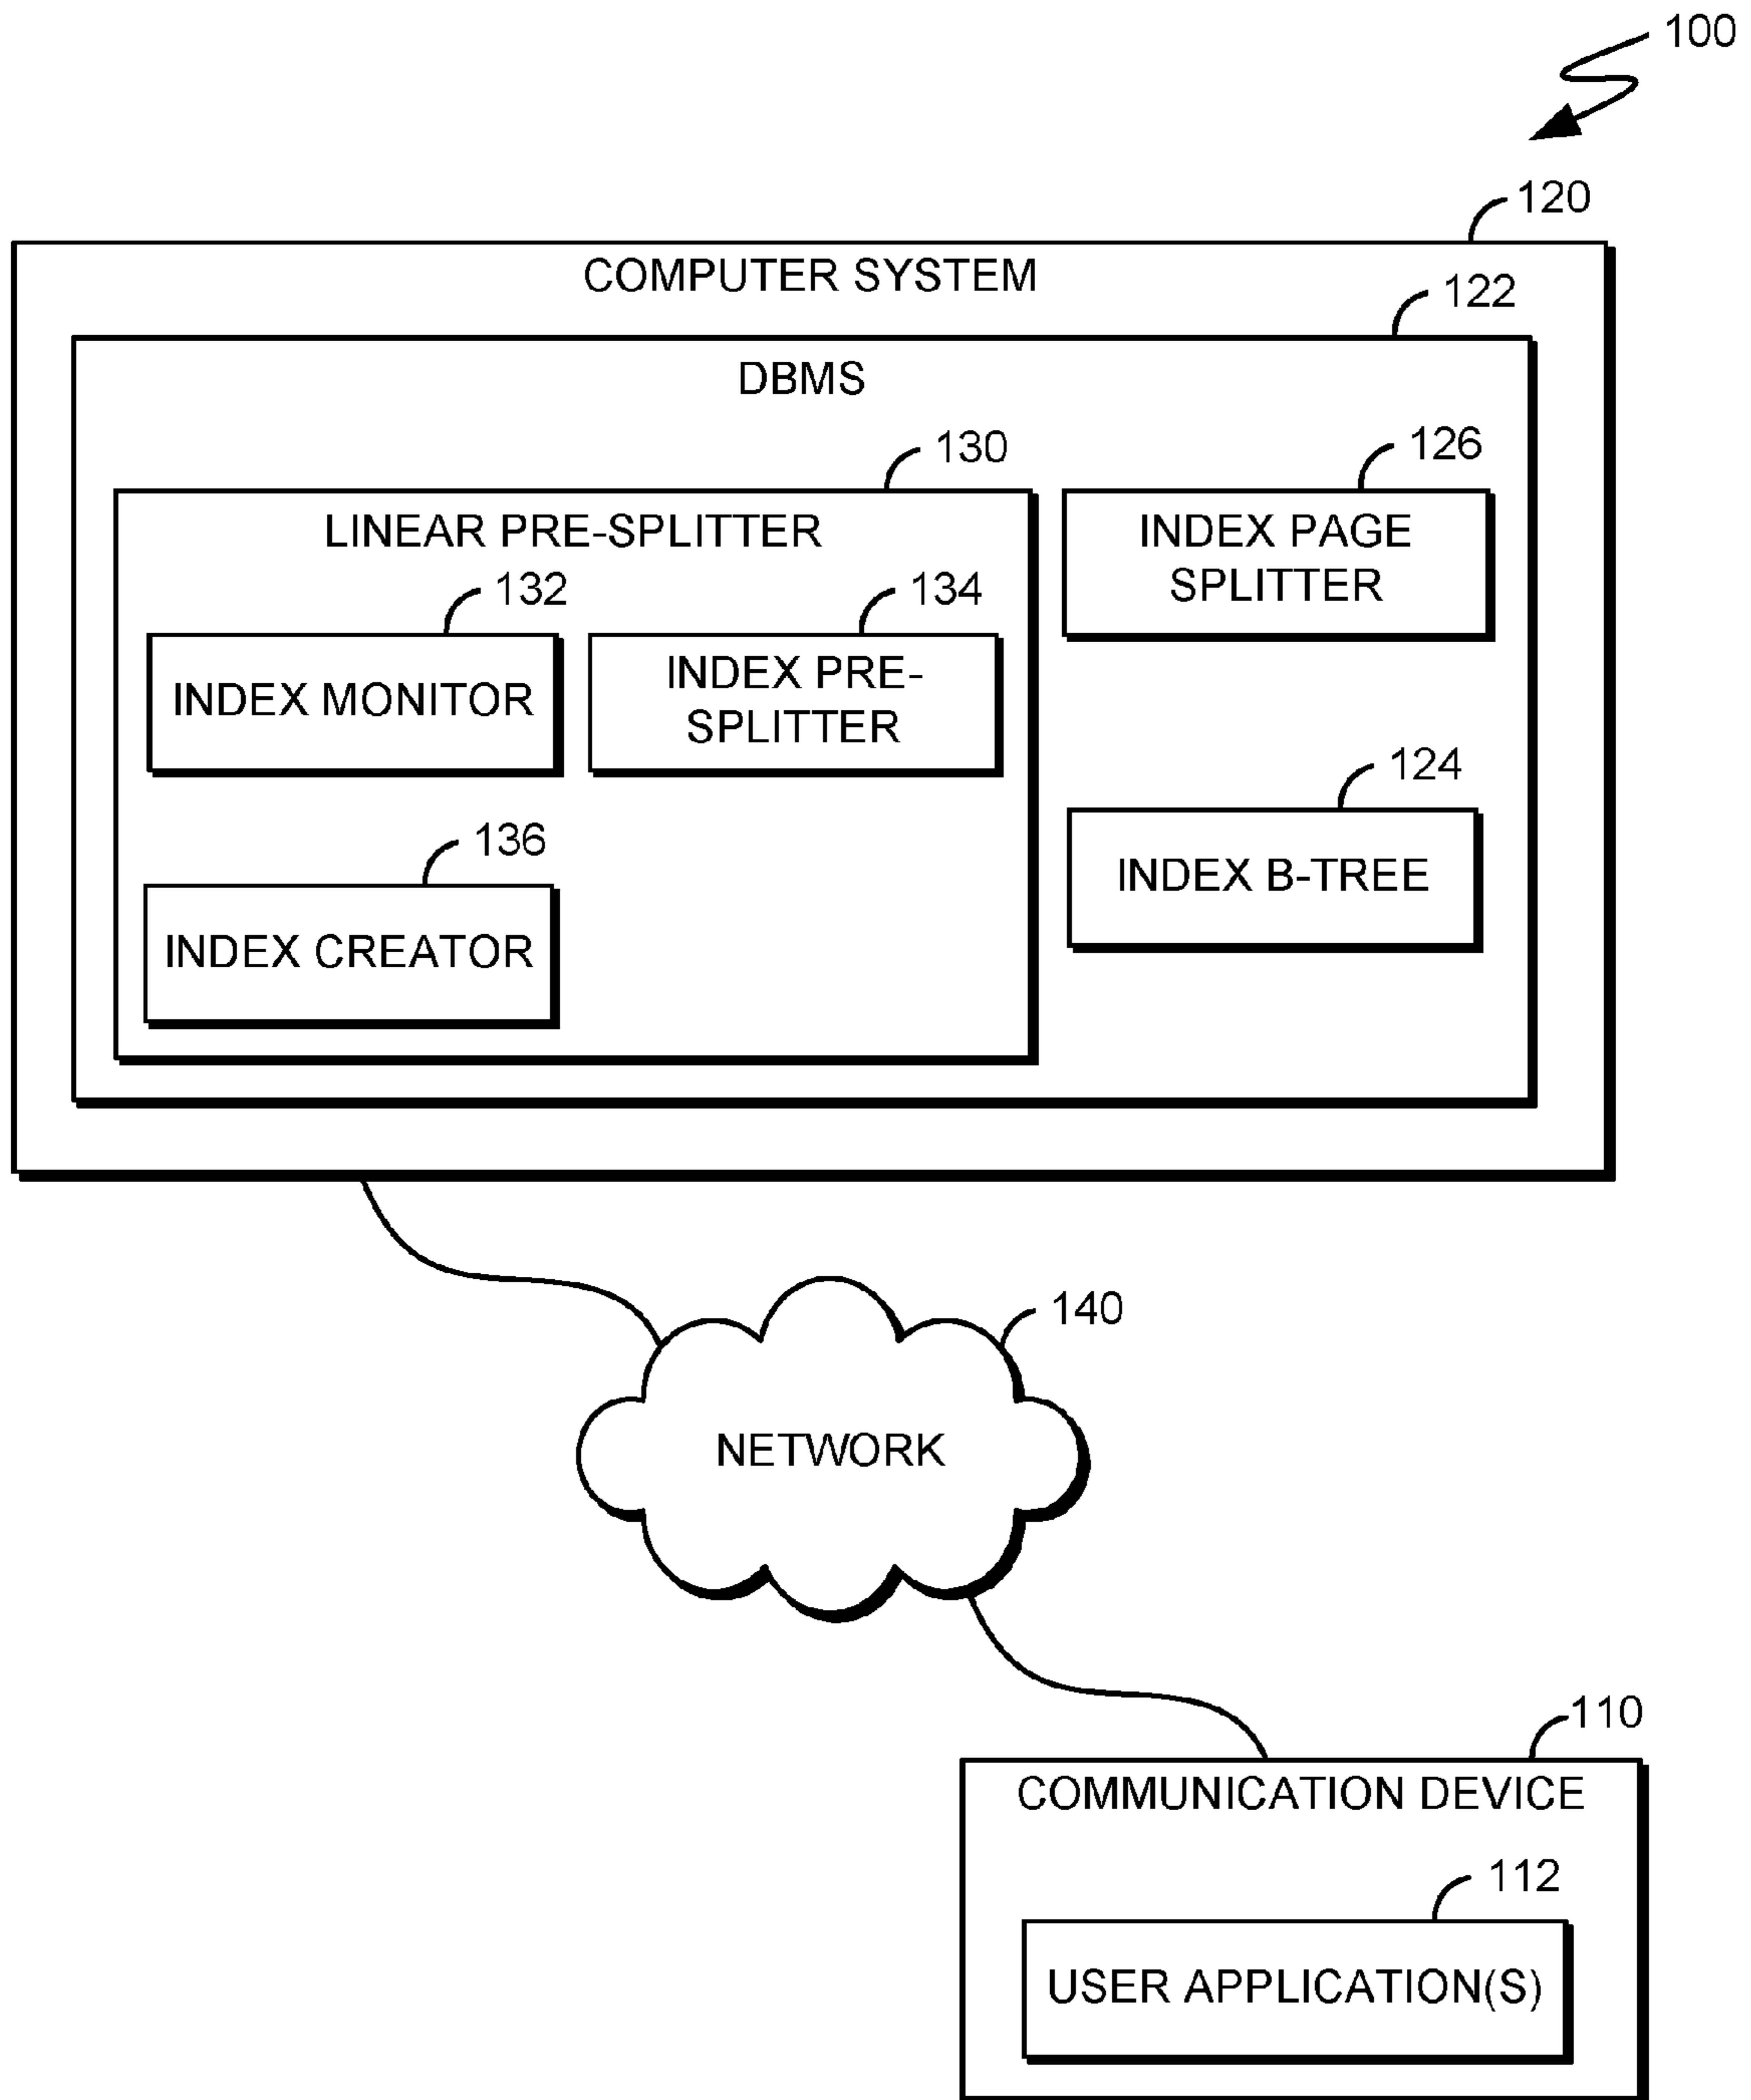 100
120
COMPUTER SYSTEM
122
DBMS
130
126
LINEAR PRE-SPLITTER
INDEX PAGE
SPLITTER
132
134
INDEX MONITOR
INDEX PRE-
SPLITTER
124
INDEX B-TREE
136
INDEX CREATOR
140
NETWORK
110
COMMUNICATION DEVICE
112
USER APPLICATION(S)